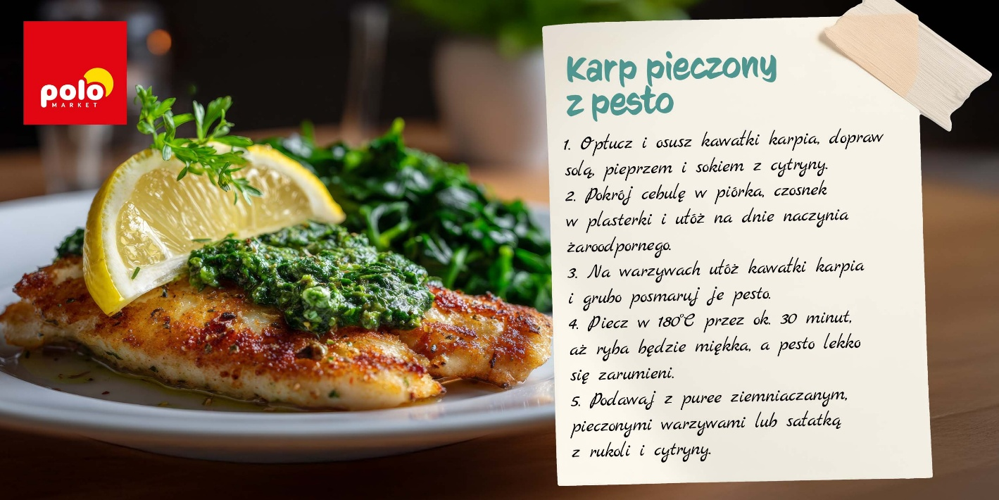 polo
MARKET
Karp pieczony
z pesto
1. Opłucz i osusz kawałki karpia, dopraw
solą, pieprzem i sokiem z cytryny.
2. Pokrój cebulę w piórka, czosnek
w plasterki i ułóż na dnie naczynia
żaroodpornego.
3. Na warzywach ułóż kawałki karpia
i grubo posmaruj je pesto.
4. Piecz w 180°C przez ok. 30 minut,
aż ryba będzie miękka, a pesto lekko
się zarumieni.
5. Podawaj z puree ziemniaczanym,
pieczonymi warzywami lub sałatką
z rukoli i cytryny.